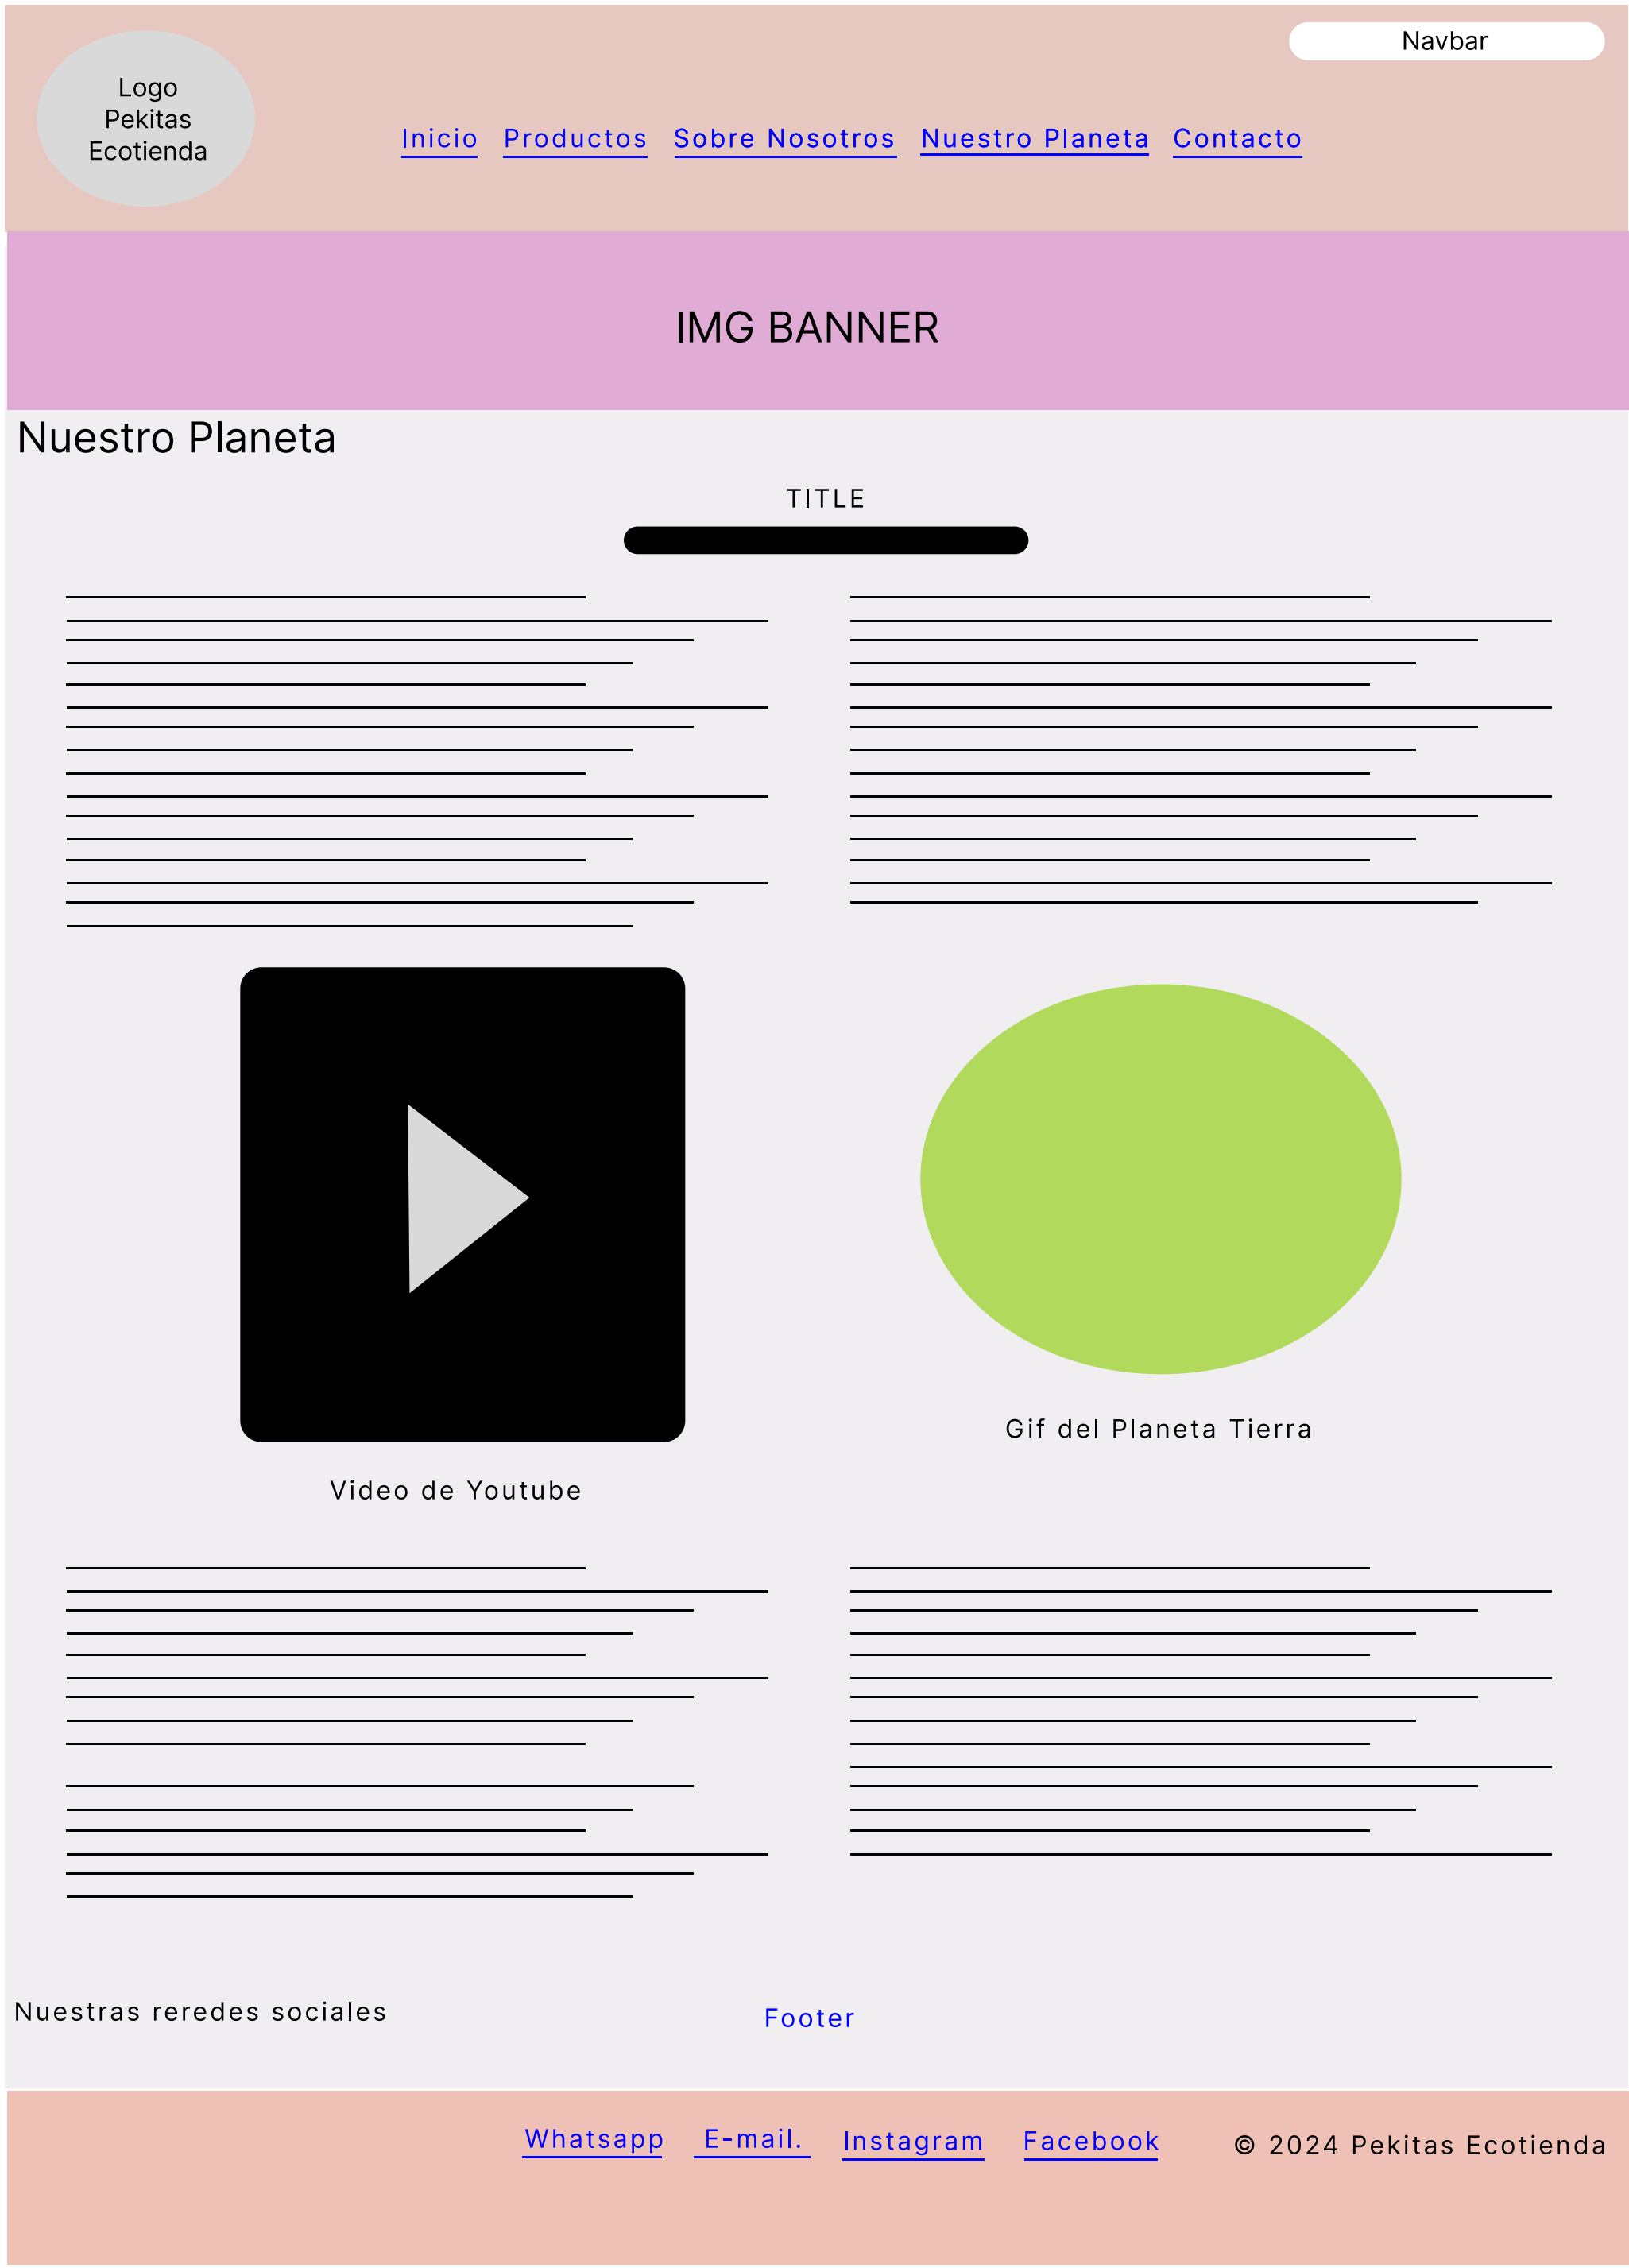 Navbar
Logo
Pekitas
Ecotienda
Inicio Productos Sobre Nosotros Nuestro Planeta Contacto
IMG BANNER
Nuestro Planeta
TITLE
Gif del Planeta Tierra
Video de Youtube
Nuestras reredes sociales
Footer
Whatsapp E-mail. Instagram Facebook © 2024 Pekitas Ecotienda